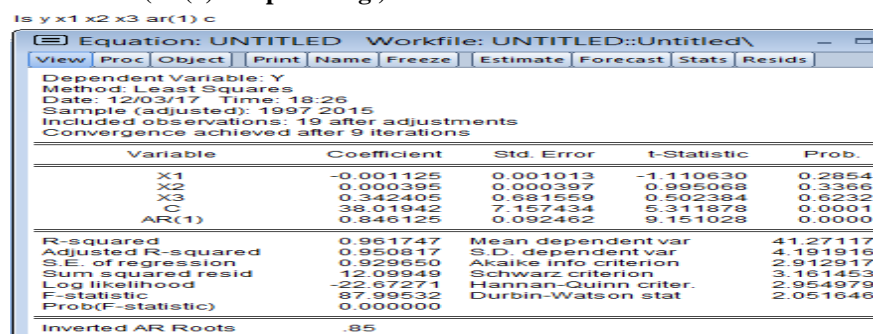 ls y x1 x2 x3 ar(1) c
Equation: UNTITLED Workfile: UNTITLED::Untitled\
View Proc Object Print Name Freeze Estimate Forecast Stats Resids
Dependent Variable: Y
Method: Least Squares
Date: 12/03/17 Time: 18:26
Sample (adjusted): 1997 2015
Included observations: 19 after adjustments
Convergence achieved after 9 iterations
Variable Coefficient Std. Error t-Statistic Prob.
X1 -0.001125 0.001013 -1.110630 0.2854
X2 0.000395 0.000397 0.995068 0.3366
X3 0.342405 0.681559 0.502384 0.6232
C 38.01942 7.157434 5.311878 0.0001
AR(1) 0.846125 0.092462 9.151028 0.0000
R-squared 0.961747 Mean dependent var 41.27117
Adjusted R-squared 0.950817 S.D. dependent var 4.191916
S.E. of regression 0.929650 Akaike info criterion 2.912917
Sum squared resid 12.09949 Schwarz criterion 3.161453
Log likelihood -22.67271 Hannan-Quinn criter. 2.954979
F-statistic 87.99532 Durbin-Watson stat 2.051646
Prob(F-statistic) 0.000000
Inverted AR Roots .85